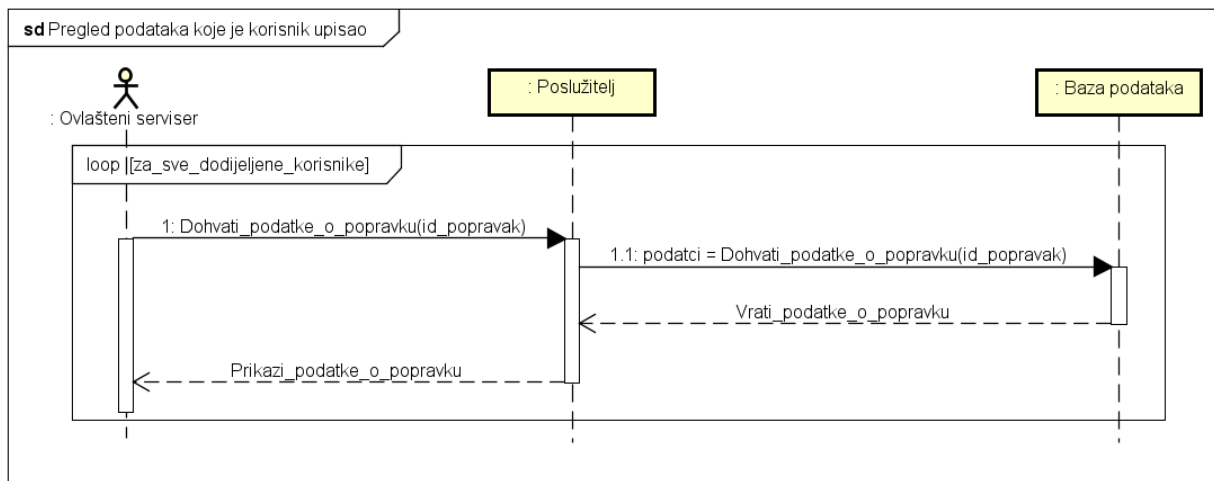 sd Pregled podataka koje je korisnik upisao
: Ovlašteni serviser
: Poslužitelj
: Baza podataka
loop [za_sve_dodijeljene_korisnike]
1: Dohvati_podatke_o_popravku(id_popravak)
1.1: podatci = Dohvati_podatke_o_popravku(id_popravak)
Vrati_podatke_o_popravku
Prikazi_podatke_o_popravku